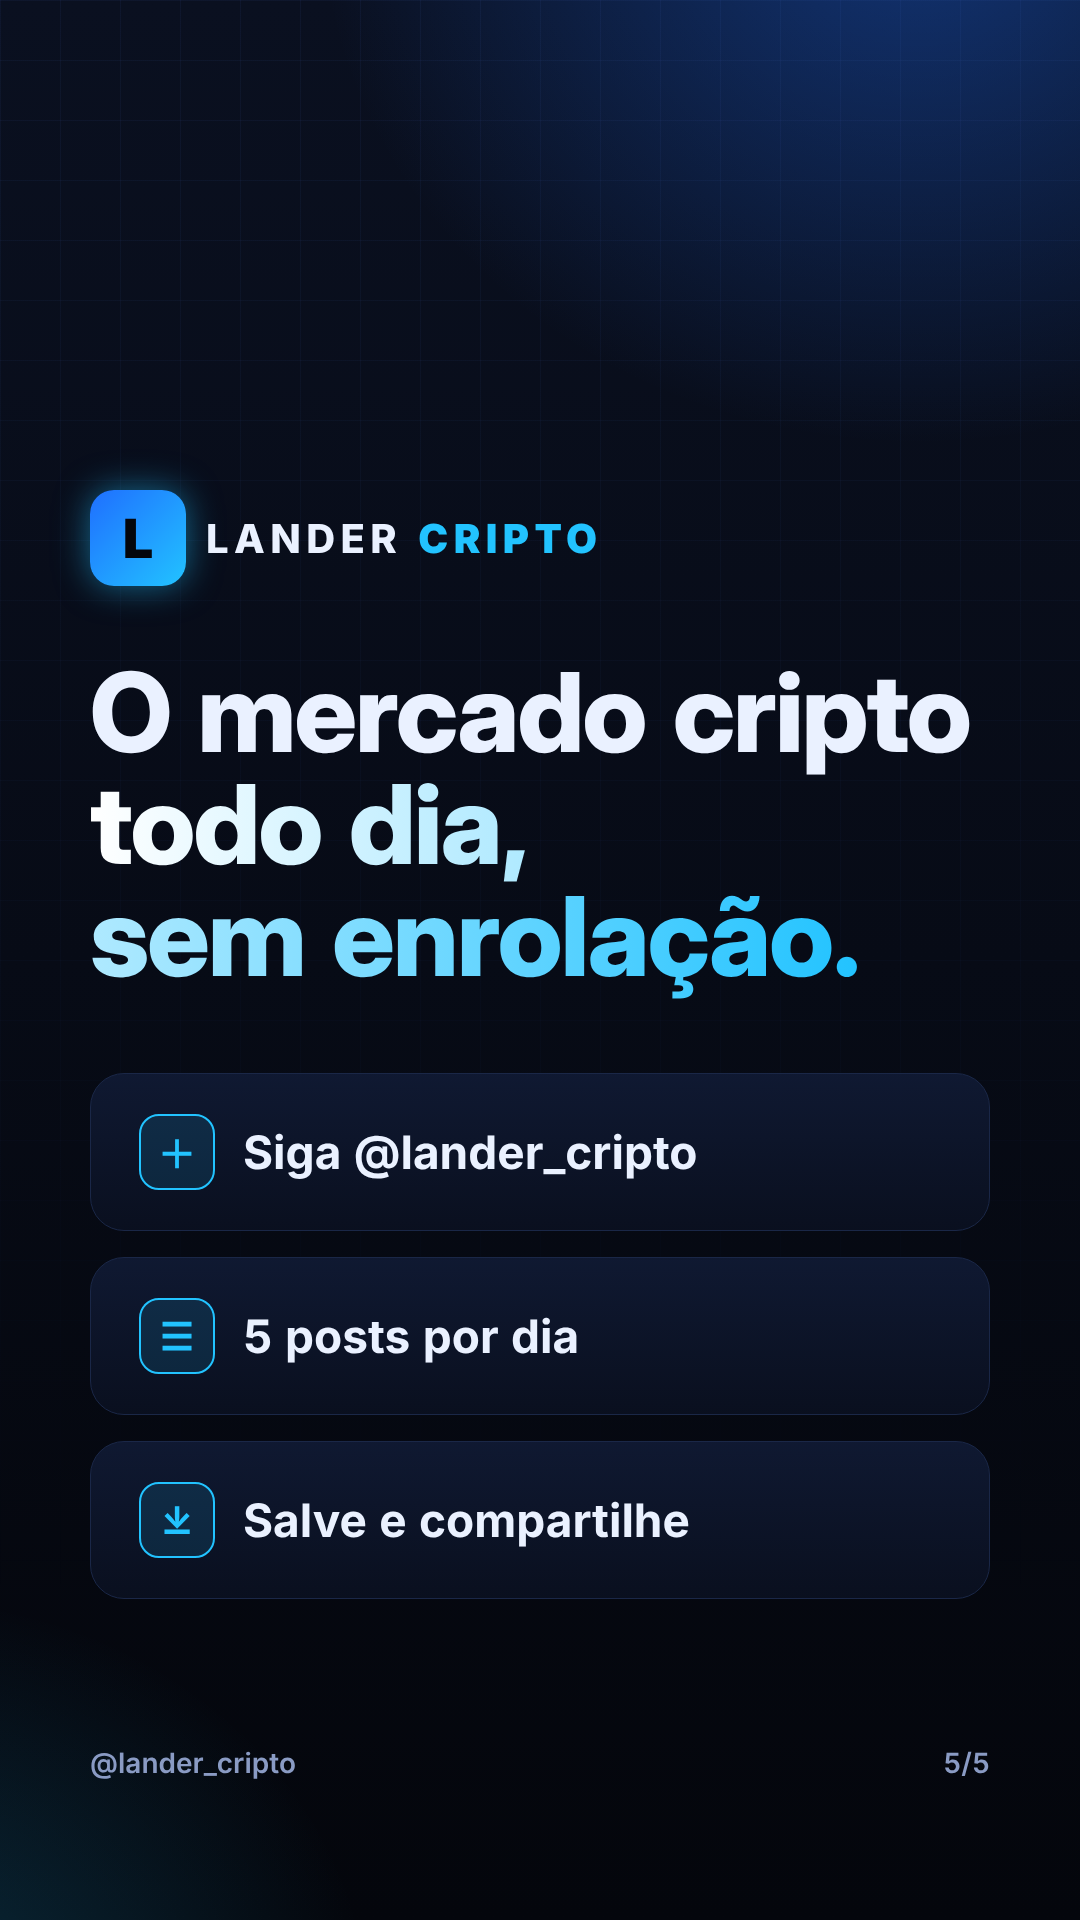 L
LANDER CRIPTO
O mercado cripto
todo dia,
sem enrolação.
Siga @lander_cripto
5 posts por dia
Salve e compartilhe
@lander_cripto
5/5